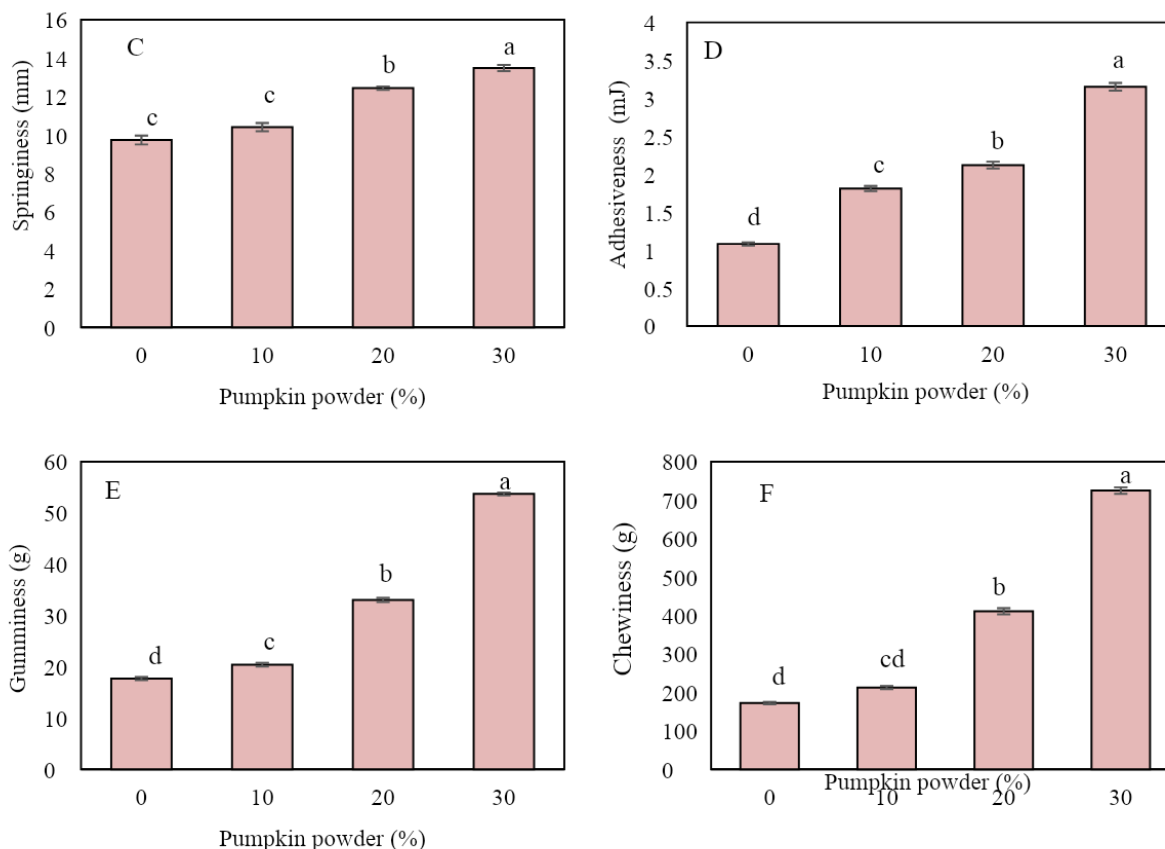 C
Springiness (mm)
16
14
12
10
8
6
4
2
0
c
c
b
a
0 10 20 30
Pumpkin powder (%)
D
Adhesiveness (mJ)
4
3.5
3
2.5
2
1.5
1
0.5
0
d
c
b
a
0 10 20 30
Pumpkin powder (%)
E
Gumminess (g)
60
50
40
30
20
10
0
d
c
b
a
0 10 20 30
Pumpkin powder (%)
F
Chewiness (g)
800
700
600
500
400
300
200
100
0
d
cd
b
a
Pumpkin powder (%)
0 10 20 30